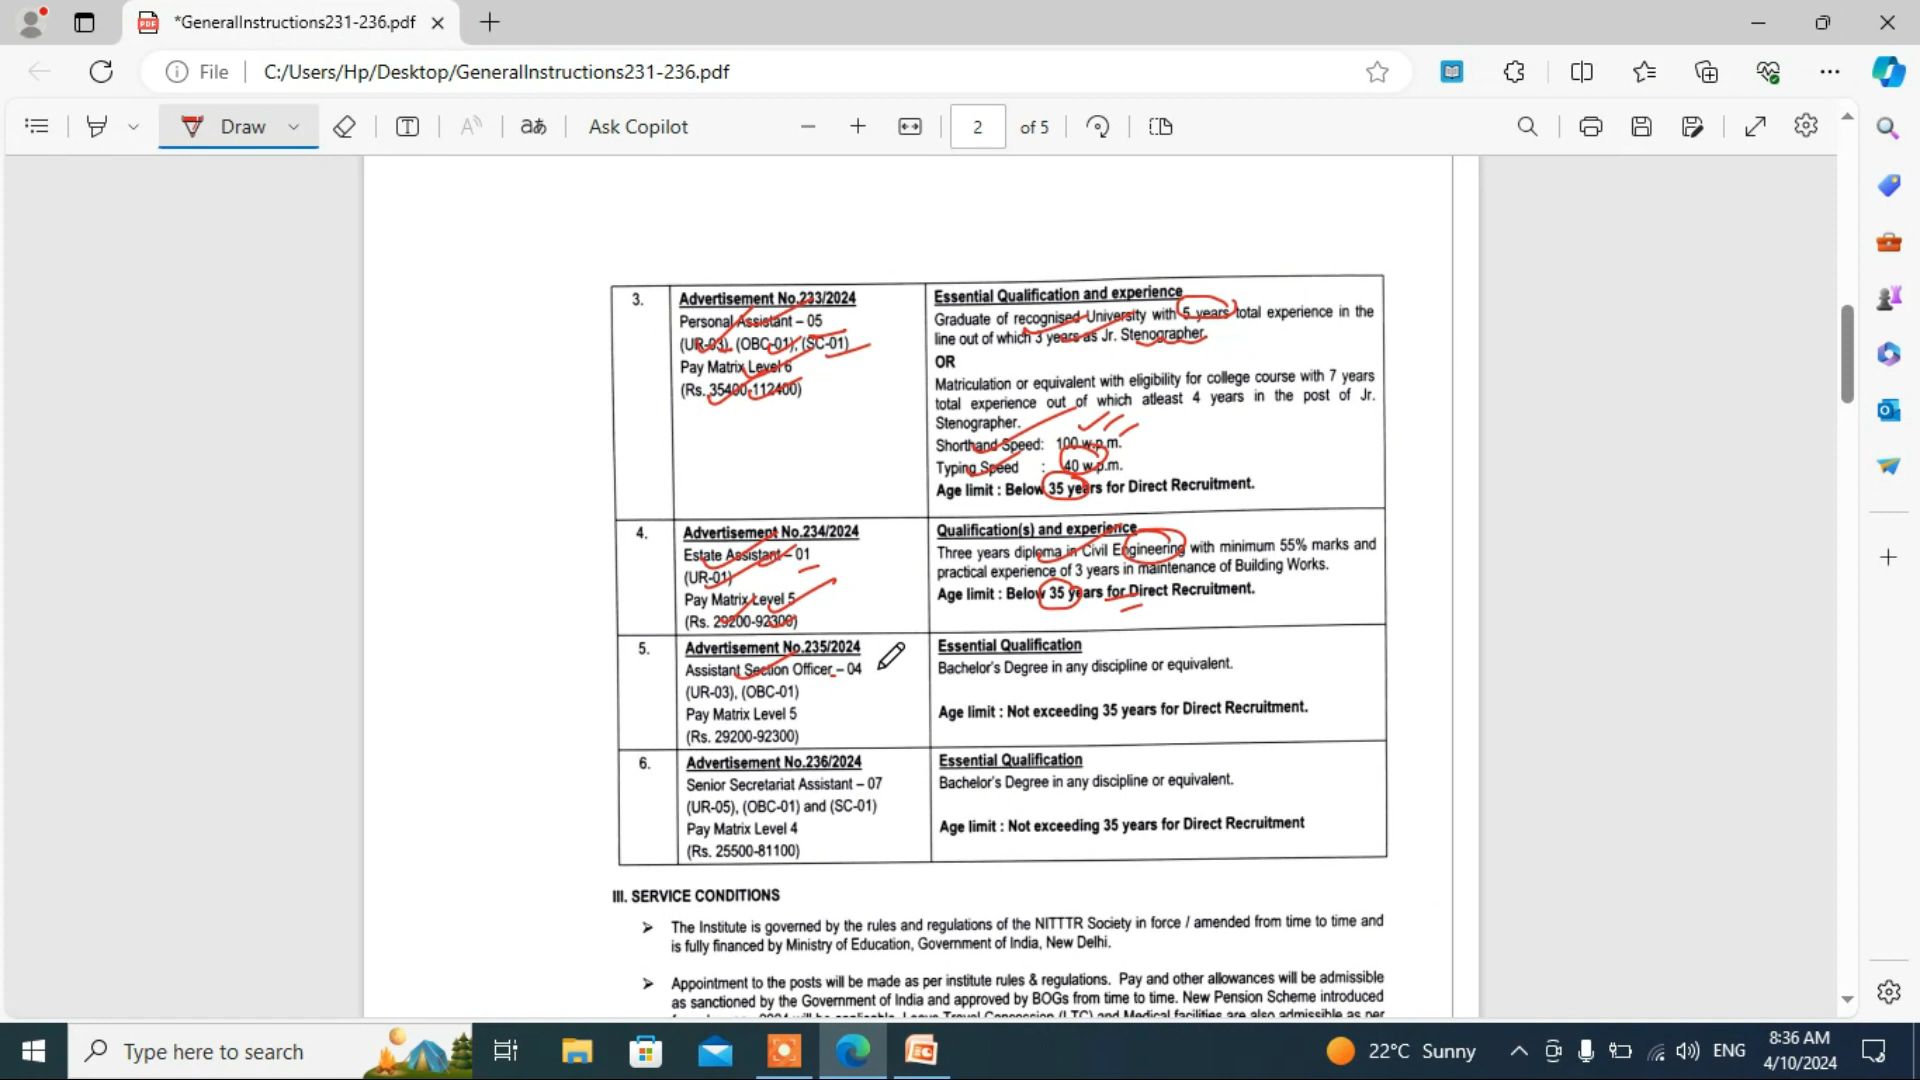 *GeneralInstructions231-236.pdf
File
C:/Users/Hp/Desktop/GeneralInstructions231-236.pdf
Draw
Ask Copilot
2
of 5
3.
Advertisement No.233/2024
Personal Assistant – 05
(UR-03), (OBC-01), (SC-01)
Pay Matrix Level 6
(Rs. 35400-112400)
Essential Qualification and experience
Graduate of recognised University with 5 years total experience in the
line out of which 3 years as Jr. Stenographer.
OR
Matriculation or equivalent with eligibility for college course with 7 years
total experience out of which atleast 4 years in the post of Jr.
Stenographer.
Shorthand Speed: 100 w.p.m.
Typing Speed : 40 w.p.m.
Age limit : Below 35 years for Direct Recruitment.
4.
Advertisement No.234/2024
Estate Assistant – 01
(UR-01)
Pay Matrix Level 5
(Rs. 29200-92300)
Qualification(s) and experience
Three years diploma in Civil Engineering with minimum 55% marks and
practical experience of 3 years in maintenance of Building Works.
Age limit : Below 35 years for Direct Recruitment.
5.
Advertisement No.235/2024
Assistant Section Officer – 04
(UR-03), (OBC-01)
Pay Matrix Level 5
(Rs. 29200-92300)
Essential Qualification
Bachelor's Degree in any discipline or equivalent.
Age limit : Not exceeding 35 years for Direct Recruitment.
6.
Advertisement No.236/2024
Senior Secretariat Assistant – 07
(UR-05), (OBC-01) and (SC-01)
Pay Matrix Level 4
(Rs. 25500-81100)
Essential Qualification
Bachelor's Degree in any discipline or equivalent.
Age limit : Not exceeding 35 years for Direct Recruitment
III. SERVICE CONDITIONS
➢ The Institute is governed by the rules and regulations of the NITTTR Society in force / amended from time to time and
is fully financed by Ministry of Education, Government of India, New Delhi.
➢ Appointment to the posts will be made as per institute rules & regulations. Pay and other allowances will be admissible
as sanctioned by the Government of India and approved by BOGs from time to time. New Pension Scheme introduced
Leave Travel Concession (LTC) and Medical facilities are also admissible as per
Type here to search
22°C Sunny
ENG
8:36 AM
4/10/2024